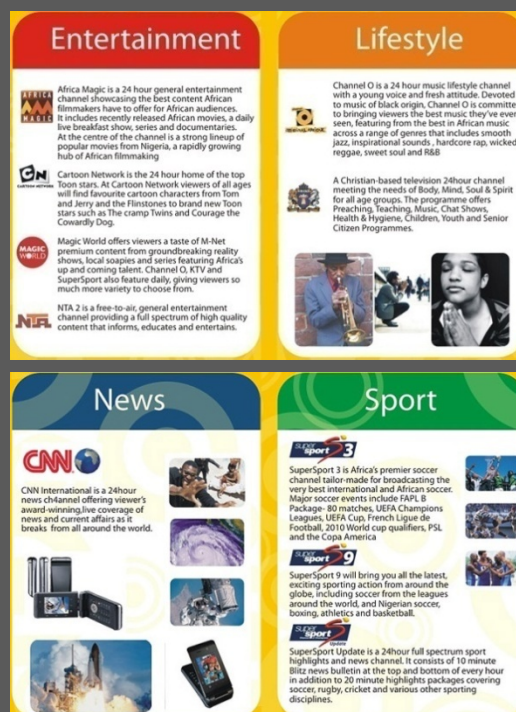 Entertainment
AFRICA
MAGIC
Africa Magic is a 24 hour general entertainment
channel showcasing the best content African
filmmakers have to offer for African audiences.
It includes recently released African movies, a daily
live breakfast show, series and documentaries.
At the centre of the channel is a strong lineup of
popular movies from Nigeria, a rapidly growing
hub of African filmmaking
CN
CARTOON NETWORK
Cartoon Network is the 24 hour home of the top
Toon stars. At Cartoon Network viewers of all ages
will find favourite cartoon characters from Tom
and Jerry and the Flinstones to brand new Toon
stars such as The cramp Twins and Courage the
Cowardly Dog.
MAGIC
WORLD
Magic World offers viewers a taste of M-Net
premium content from groundbreaking reality
shows, local soapies and series featuring Africa's
up and coming talent. Channel O, KTV and
SuperSport also feature daily, giving viewers so
much more variety to choose from.
NTA
NTA 2 is a free-to-air, general entertainment
channel providing a full spectrum of high quality
content that informs, educates and entertains.
Lifestyle
Channel O is a 24 hour music lifestyle channel
with a young voice and fresh attitude. Devoted
to music of black origin, Channel O is committe
to bringing viewers the best music they've ever
seen, featuring from the best in African music
across a range of genres that includes smooth
jazz, inspirational sounds , hardcore rap, wicked
reggae, sweet soul and R&B
A Christian-based television 24hour channel
meeting the needs of Body, Mind, Soul & Spirit
for all age groups. The programme offers
Preaching, Teaching, Music, Chat Shows,
Health & Hygiene, Children, Youth and Senior
Citizen Programmes.
News
CNN
CNN International is a 24hour
news ch4annel offering viewer's
award-winning,live coverage of
news and current affairs as it
breaks from all around the world.
Sport
super
sport 3
SuperSport 3 is Africa's premier soccer
channel tailor-made for broadcasting the
very best international and African soccer.
Major soccer events include FAPL B
Package- 80 matches, UEFA Champions
Leagues, UEFA Cup, French Ligue de
Football, 2010 World cup qualifiers, PSL
and the Copa America
super
sport 9
SuperSport 9 will bring you all the latest,
exciting sporting action from around the
globe, including soccer from the leagues
around the world, and Nigerian soccer,
boxing, athletics and basketball.
super
sport
Update
SuperSport Update is a 24hour full spectrum sport
highlights and news channel. It consists of 10 minute
Blitz news bulletin at the top and bottom of every hour
in addition to 20 minute highlights packages covering
soccer, rugby, cricket and various other sporting
disciplines.